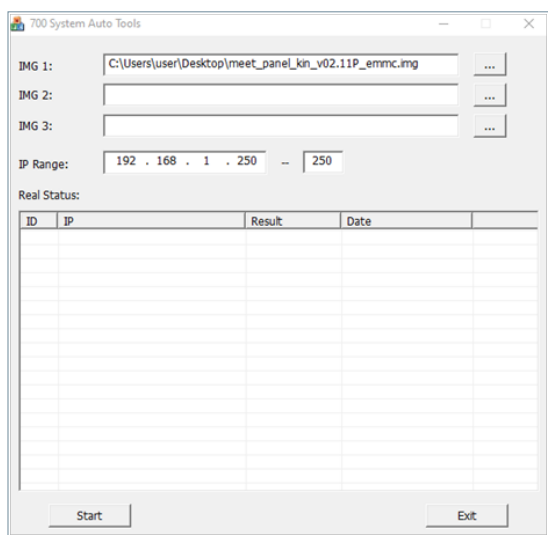 700 System Auto Tools
IMG 1: C:\Users\user\Desktop\meet_panel_kin_v02.11P_emmc.img ...
IMG 2: ...
IMG 3: ...
IP Range: 192 . 168 . 1 . 250 -- 250
Real Status:
ID IP Result Date
Start Exit